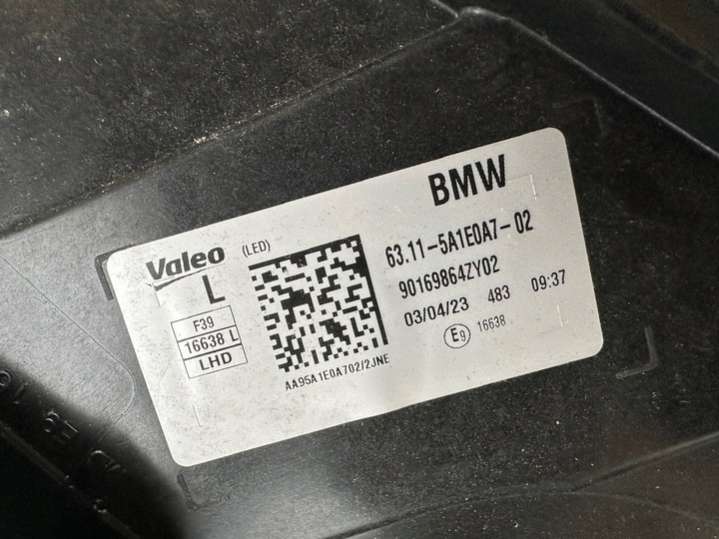 BMW
Valeo (LED)
L
F39
16638 L
LHD
AA95A1E0A702/2JNE
63.11-5A1E0A7-02
90169864ZY02
03/04/23 483 09:37
E9 16638